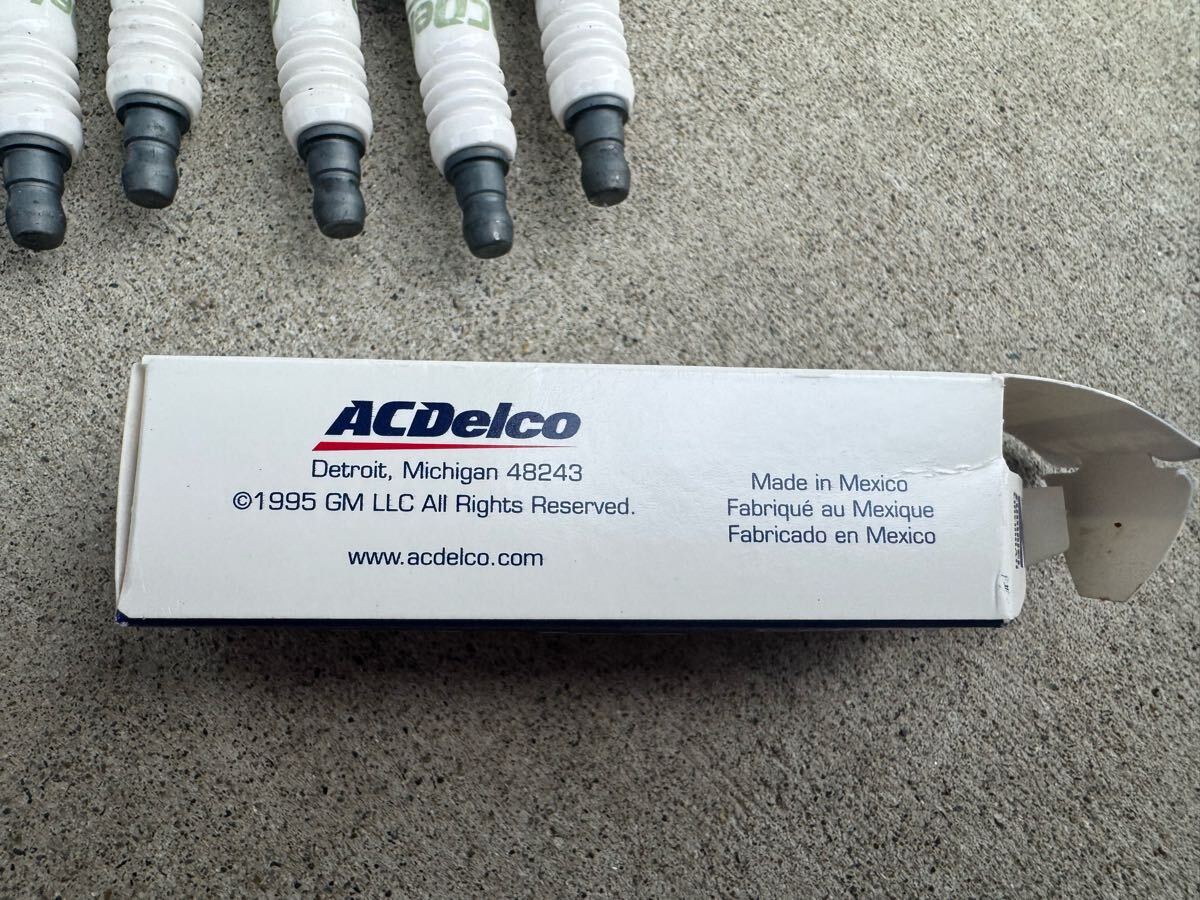 ACDelco
Detroit, Michigan 48243
©1995 GM LLC All Rights Reserved.
www.acdelco.com
Made in Mexico
Fabriqué au Mexique
Fabricado en Mexico